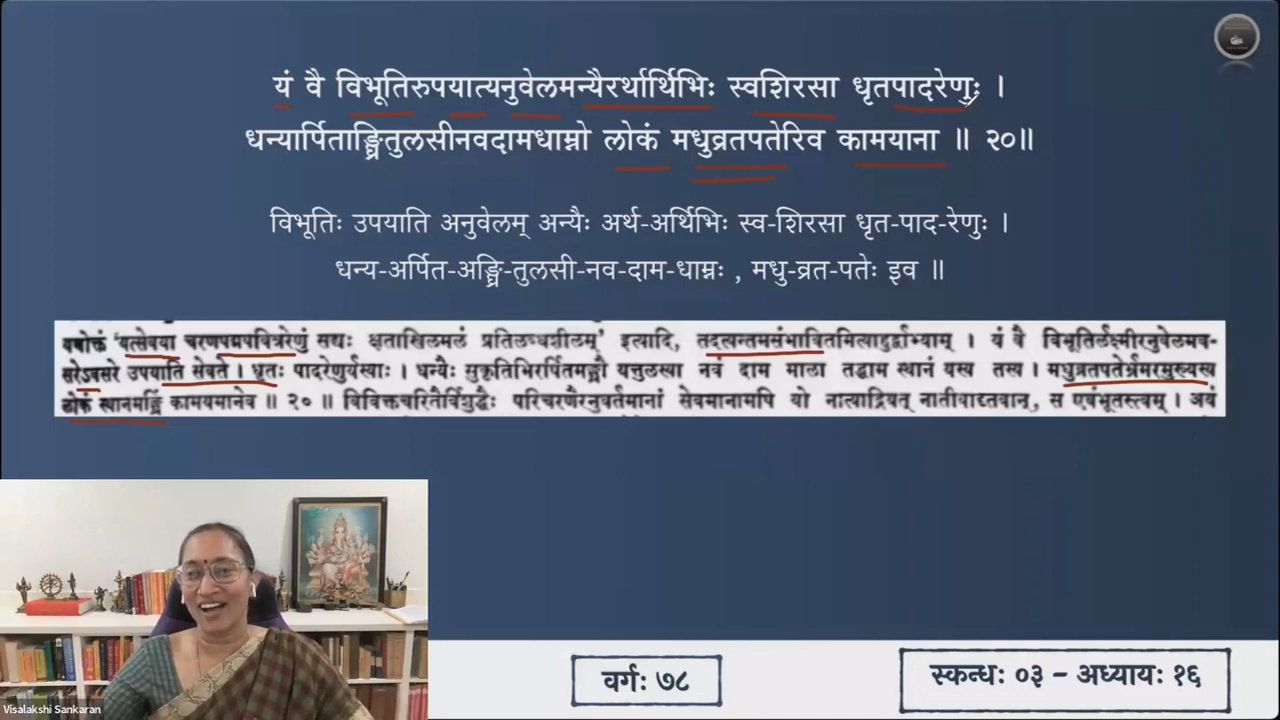 यं वै विभूतिरुपयात्यनुवेलमन्यैरर्थार्थिभिः स्वशिरसा धृतपादरेणुः ।
धन्यार्पिताङ्घ्रितुलसीनवदामधाम्नो लोकं मधुव्रतपतेरिव कामयाना ॥ २०॥
विभूतिः उपयाति अनुवेलम् अन्यैः अर्थ-अर्थिभिः स्व-शिरसा धृत-पाद-रेणुः ।
धन्य-अर्पित-अङ्घ्रि-तुलसी-नव-दाम-धाम्नः , मधु-व्रत-पतेः इव ॥
यच्चोक्तं 'यत्सेवया चरणपद्मपवित्ररेणुं सद्यः क्षताखिलमलं प्रतिलब्धशीलम्' इत्यादि, तदत्यन्तमसंभावितमित्याहुर्द्वाभ्याम् । यं वै विभूतिर्लक्ष्मीरनुवेलमव-
सरेऽवसरे उपयाति सेवते । धृतः पादरेणुर्यस्याः । धन्यैः सुकृतिभिरर्पितमङ्घ्रौ यत्तुलस्या नवं दाम माला तद्धाम स्थानं यस्य तस्य । मधुव्रतपतेर्भ्रमरमुख्यस्य
लोकं स्थानमङ्घ्रिं कामयमानेव ॥ २० ॥ विविक्तचरितैर्विशुद्धैः परिचरणैरनुवर्तमानां सेवमानामपि यो नात्याद्रियत् नातीवादृतवान्, स एवंभूतस्त्वम् । अयं
Visalakshi Sankaran
वर्गः ७८
स्कन्धः ०३ – अध्यायः १६